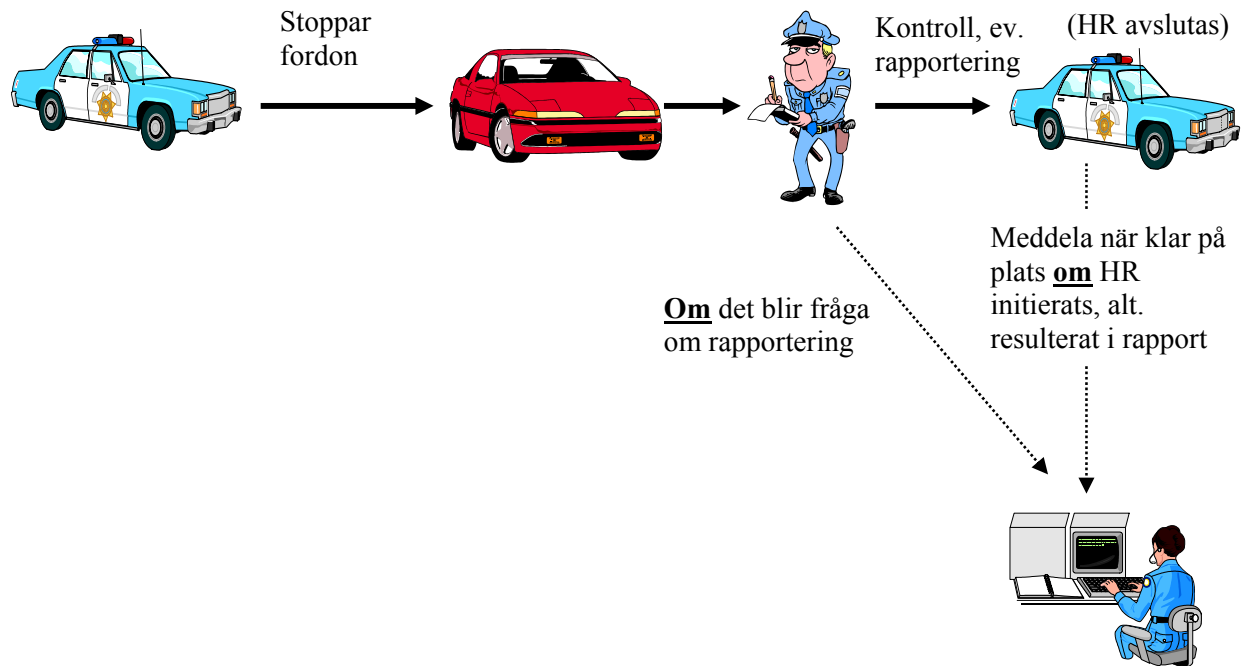 Stoppar
fordon
Kontroll, ev.
rapportering
(HR avslutas)
Meddela när klar på
plats om HR
initierats, alt.
resulterat i rapport
Om det blir fråga
om rapportering